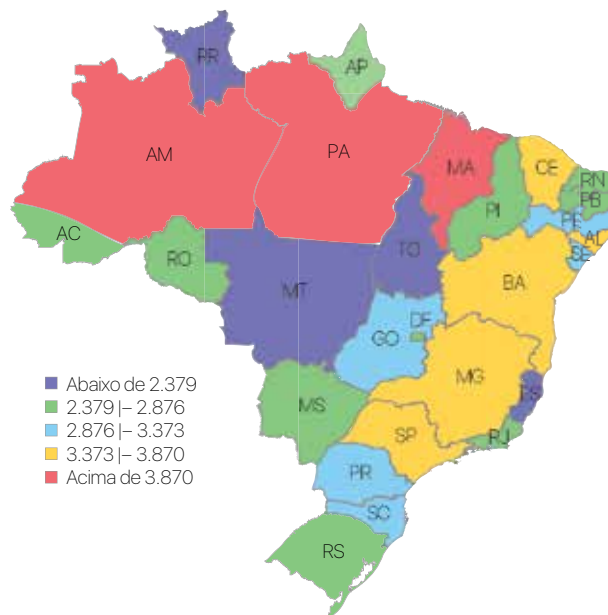 RR
AP
AM
PA
MA
CE
RN
PB
PI
PE
AL
SE
AC
RO
TO
BA
MT
DF
GO
MG
ES
MS
SP
RJ
PR
SC
RS
Abaixo de 2.379
2.379 |– 2.876
2.876 |– 3.373
3.373 |– 3.870
Acima de 3.870